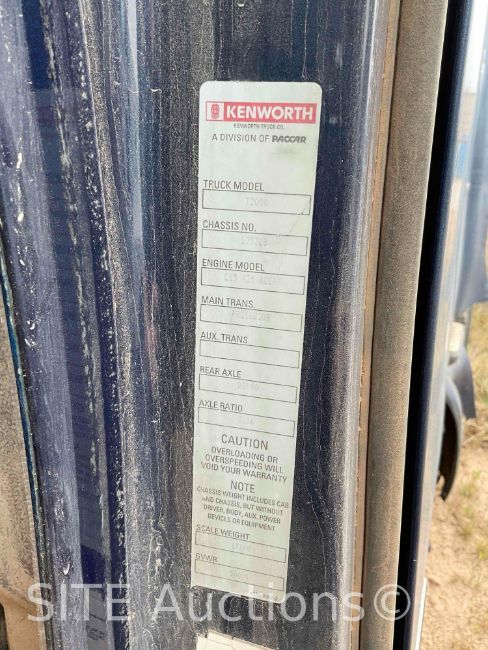 KENWORTH
KENWORTH TRUCK CO.
A DIVISION OF PACCAR
TRUCK MODEL
T2000
CHASSIS NO.
ENGINE MODEL
MAIN TRANS.
AUX. TRANS
REAR AXLE
AXLE RATIO
CAUTION
OVERLOADING OR
OVERSPEEDING WILL
VOID YOUR WARRANTY
NOTE
CHASSIS WEIGHT INCLUDES CAB
AND CHASSIS, BUT WITHOUT
DRIVER, BODY, AUX. POWER
DEVICES OR EQUIPMENT
SCALE WEIGHT
GVWR
SITE Auctions©